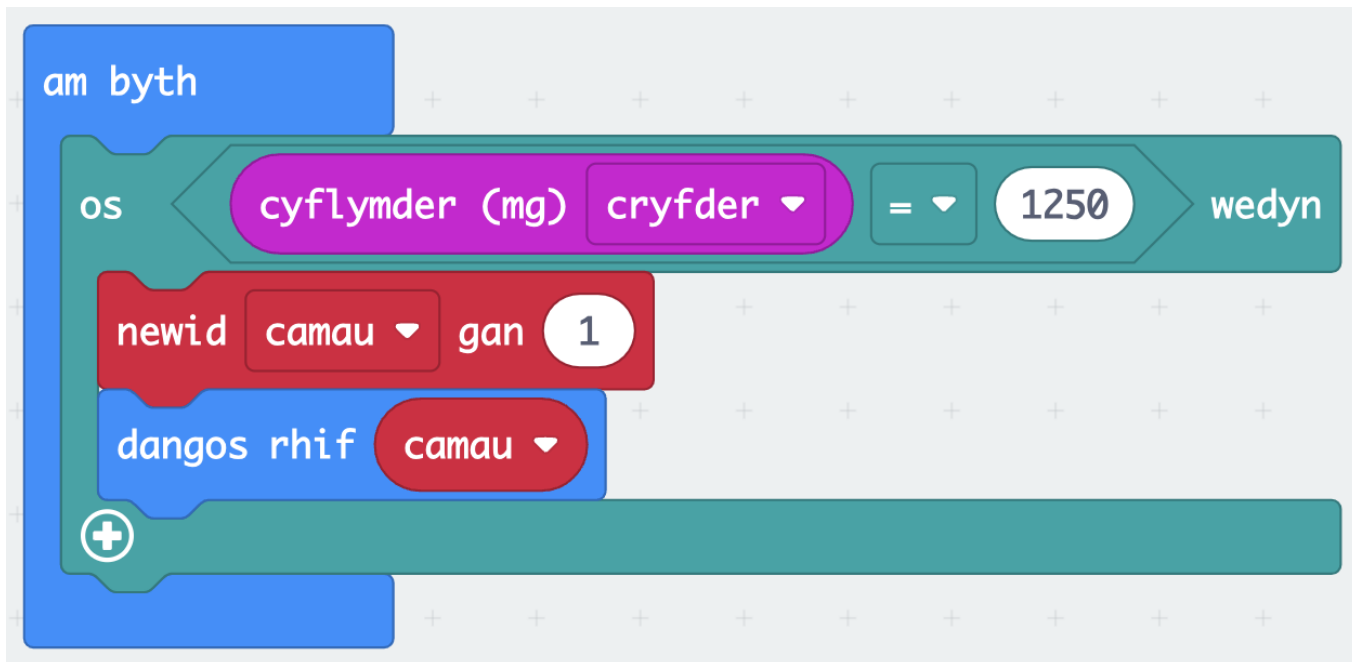 am byth
os cyflymder (mg) cryfder = 1250 wedyn
newid camau gan 1
dangos rhif camau